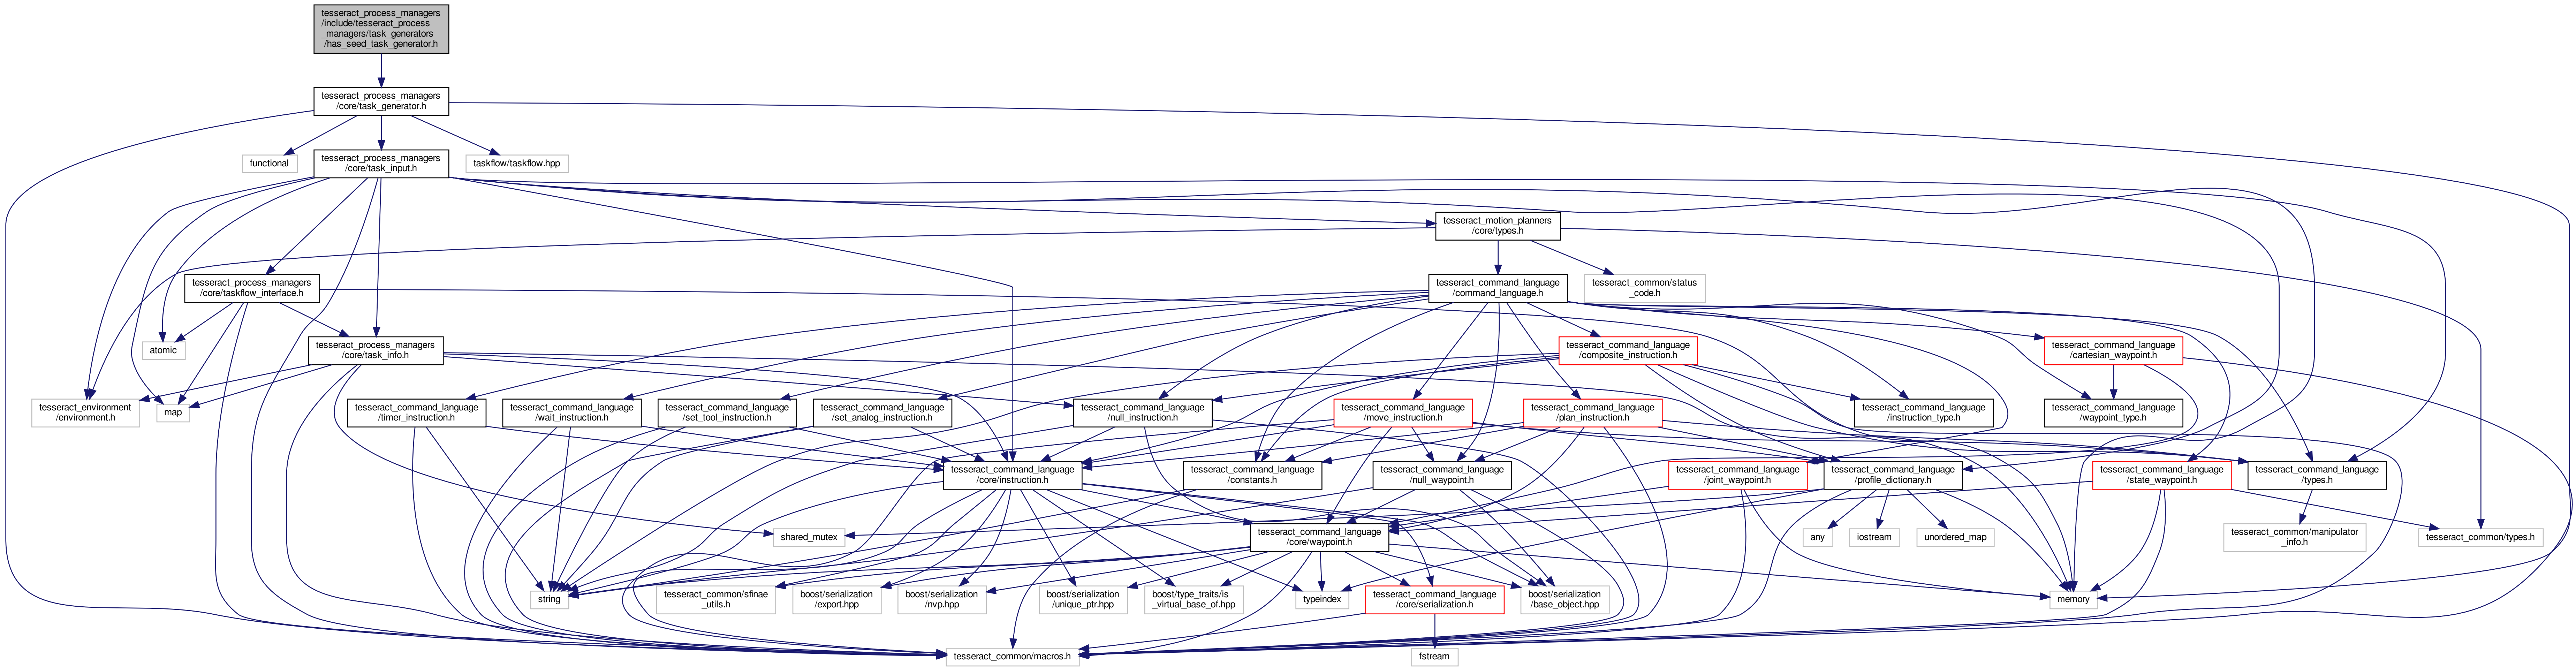 tesseract_process_managers
/include/tesseract_process
_managers/task_generators
/has_seed_task_generator.h
tesseract_process_managers
/core/task_generator.h
functional
tesseract_process_managers
/core/task_input.h
taskflow/taskflow.hpp
tesseract_motion_planners
/core/types.h
tesseract_process_managers
/core/taskflow_interface.h
tesseract_command_language
/command_language.h
tesseract_common/status
_code.h
atomic
tesseract_process_managers
/core/task_info.h
tesseract_command_language
/composite_instruction.h
tesseract_command_language
/cartesian_waypoint.h
tesseract_environment
/environment.h
map
tesseract_command_language
/timer_instruction.h
tesseract_command_language
/wait_instruction.h
tesseract_command_language
/set_tool_instruction.h
tesseract_command_language
/set_analog_instruction.h
tesseract_command_language
/null_instruction.h
tesseract_command_language
/move_instruction.h
tesseract_command_language
/plan_instruction.h
tesseract_command_language
/instruction_type.h
tesseract_command_language
/waypoint_type.h
tesseract_command_language
/core/instruction.h
tesseract_command_language
/constants.h
tesseract_command_language
/null_waypoint.h
tesseract_command_language
/joint_waypoint.h
tesseract_command_language
/profile_dictionary.h
tesseract_command_language
/state_waypoint.h
tesseract_command_language
/types.h
shared_mutex
tesseract_command_language
/core/waypoint.h
any
iostream
unordered_map
tesseract_common/manipulator
_info.h
tesseract_common/types.h
string
tesseract_common/sfinae
_utils.h
boost/serialization
/export.hpp
boost/serialization
/nvp.hpp
boost/serialization
/unique_ptr.hpp
boost/type_traits/is
_virtual_base_of.hpp
typeindex
tesseract_command_language
/core/serialization.h
boost/serialization
/base_object.hpp
memory
tesseract_common/macros.h
fstream